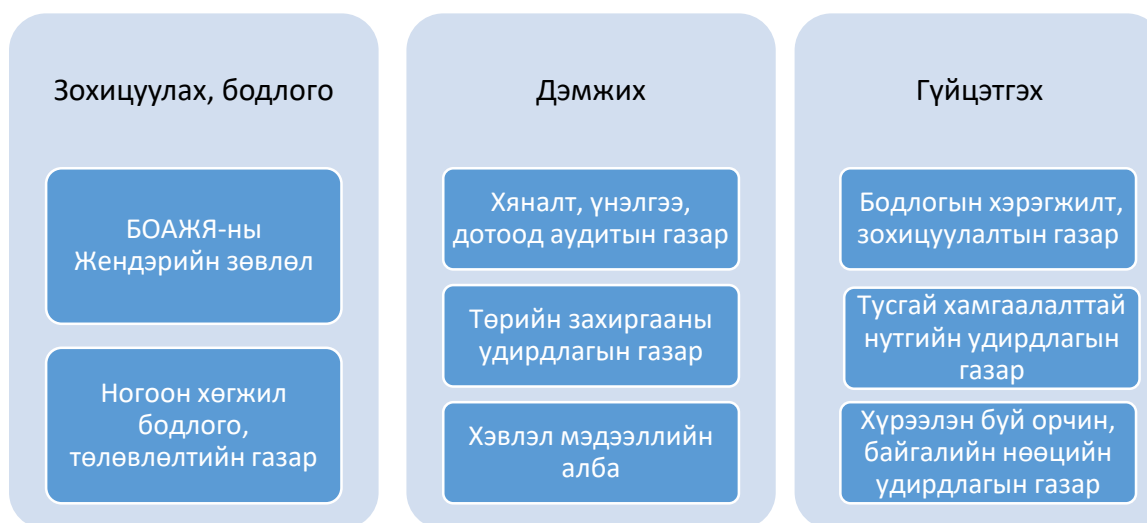 Зохицуулах, бодлого
БОАЖЯ-ны
Жендэрийн зөвлөл
Ногоон хөгжил
бодлого,
төлөвлөлтийн газар
Дэмжих
Хяналт, үнэлгээ,
дотоод аудитын газар
Төрийн захиргааны
удирдлагын газар
Хэвлэл мэдээллийн
алба
Гүйцэтгэх
Бодлогын хэрэгжилт,
зохицуулалтын газар
Тусгай хамгаалалттай
нутгийн удирдлагын
газар
Хүрээлэн буй орчин,
байгалийн нөөцийн
удирдлагын газар